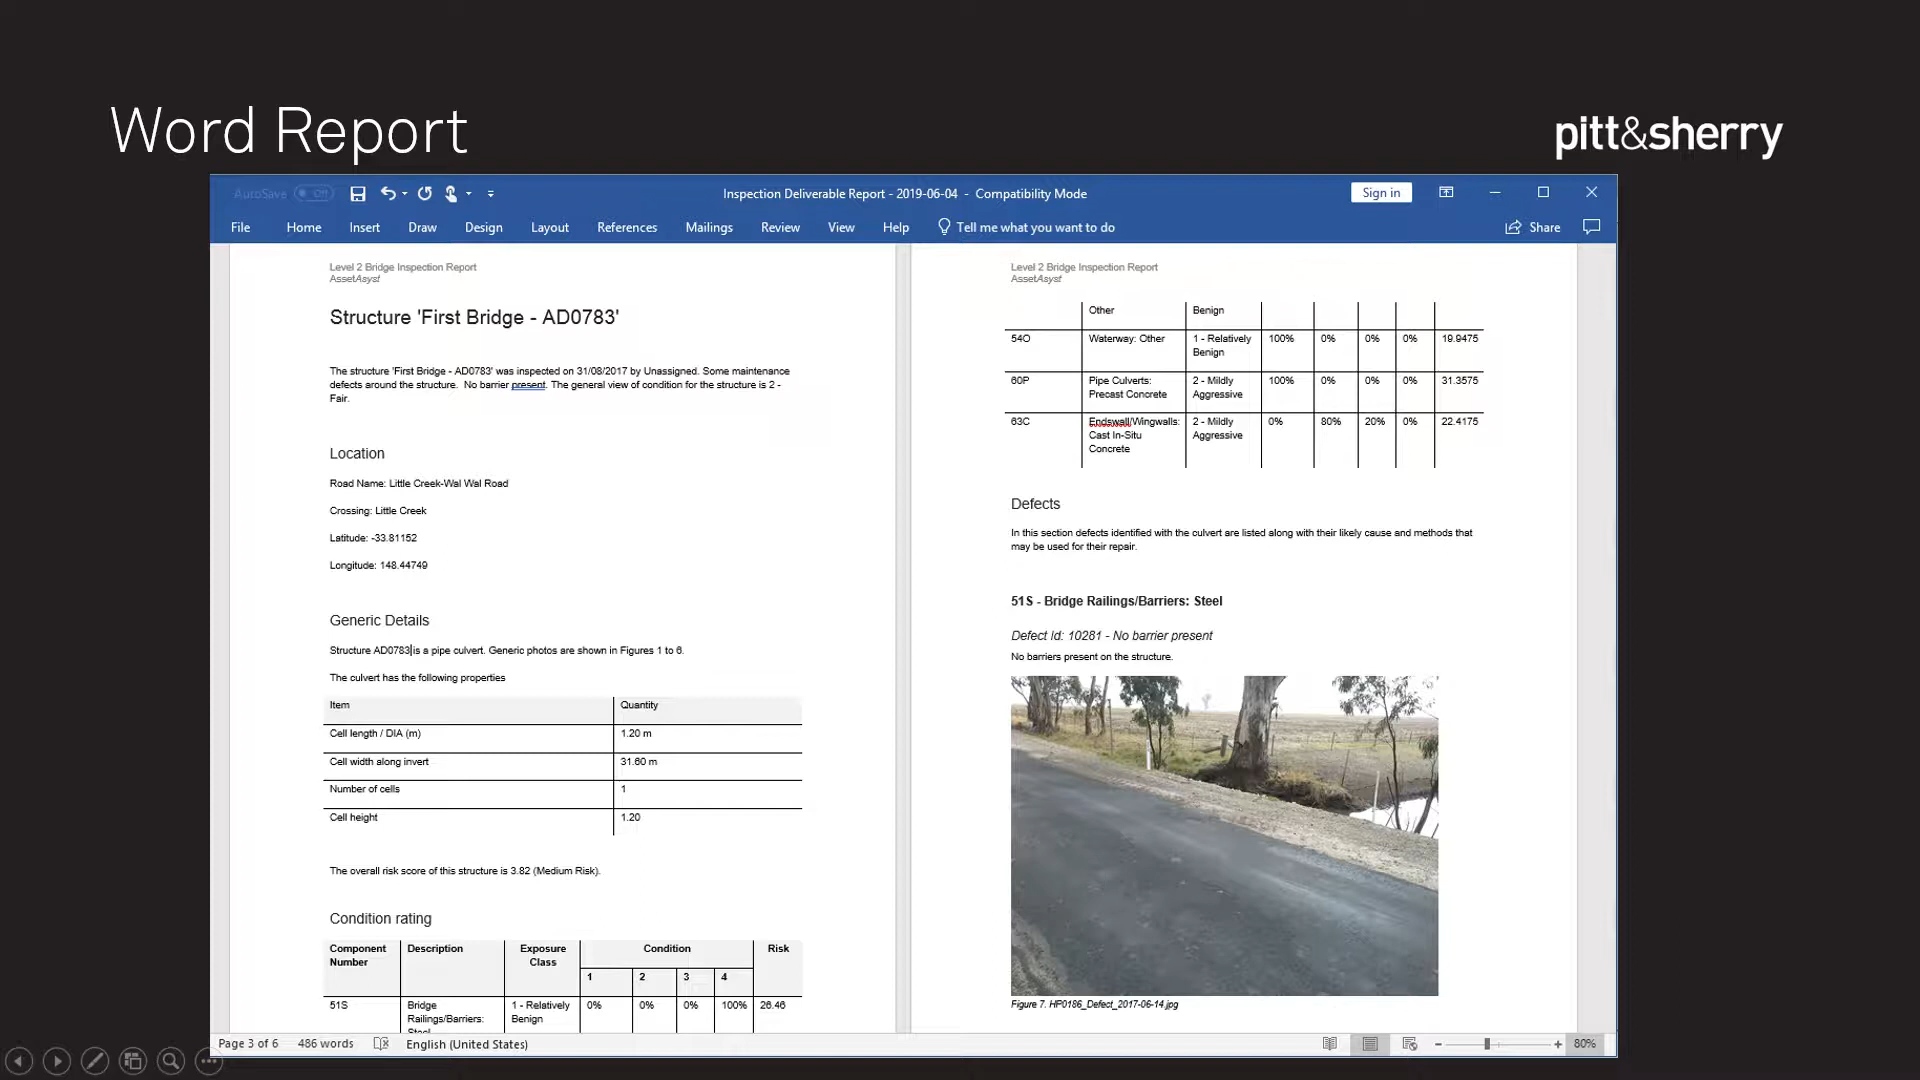 Word Report
pitt&sherry
AutoSave Off
Inspection Deliverable Report - 2019-06-04 - Compatibility Mode
Sign in
File Home Insert Draw Design Layout References Mailings Review View Help Tell me what you want to do
Share
Level 2 Bridge Inspection Report
AssetAsyst
Structure 'First Bridge - AD0783'
The structure 'First Bridge - AD0783' was inspected on 31/08/2017 by Unassigned. Some maintenance
defects around the structure. No barrier present. The general view of condition for the structure is 2 -
Fair.
Location
Road Name: Little Creek-Wal Wal Road
Crossing: Little Creek
Latitude: -33.81152
Longitude: 148.44749
Generic Details
Structure AD0783 is a pipe culvert. Generic photos are shown in Figures 1 to 6.
The culvert has the following properties
Item Quantity
Cell length / DIA (m) 1.20 m
Cell width along invert 31.60 m
Number of cells 1
Cell height 1.20
The overall risk score of this structure is 3.82 (Medium Risk).
Condition rating
Component Description Exposure Condition Risk
Number Class
1 2 3 4
51S Bridge 1 - Relatively 0% 0% 0% 100% 26.46
Railings/Barriers: Benign
Steel
Level 2 Bridge Inspection Report
AssetAsyst
Other Benign
54O Waterway: Other 1 - Relatively 100% 0% 0% 0% 19.9475
Benign
60P Pipe Culverts: 2 - Mildly 100% 0% 0% 0% 31.3575
Precast Concrete Aggressive
63C Endswall/Wingwalls: 2 - Mildly 0% 80% 20% 0% 22.4175
Cast In-Situ Aggressive
Concrete
Defects
In this section defects identified with the culvert are listed along with their likely cause and methods that
may be used for their repair.
51S - Bridge Railings/Barriers: Steel
Defect Id: 10281 - No barrier present
No barriers present on the structure.
Figure 7. HP0186_Defect_2017-06-14.jpg
Page 3 of 6 486 words English (United States)
80%